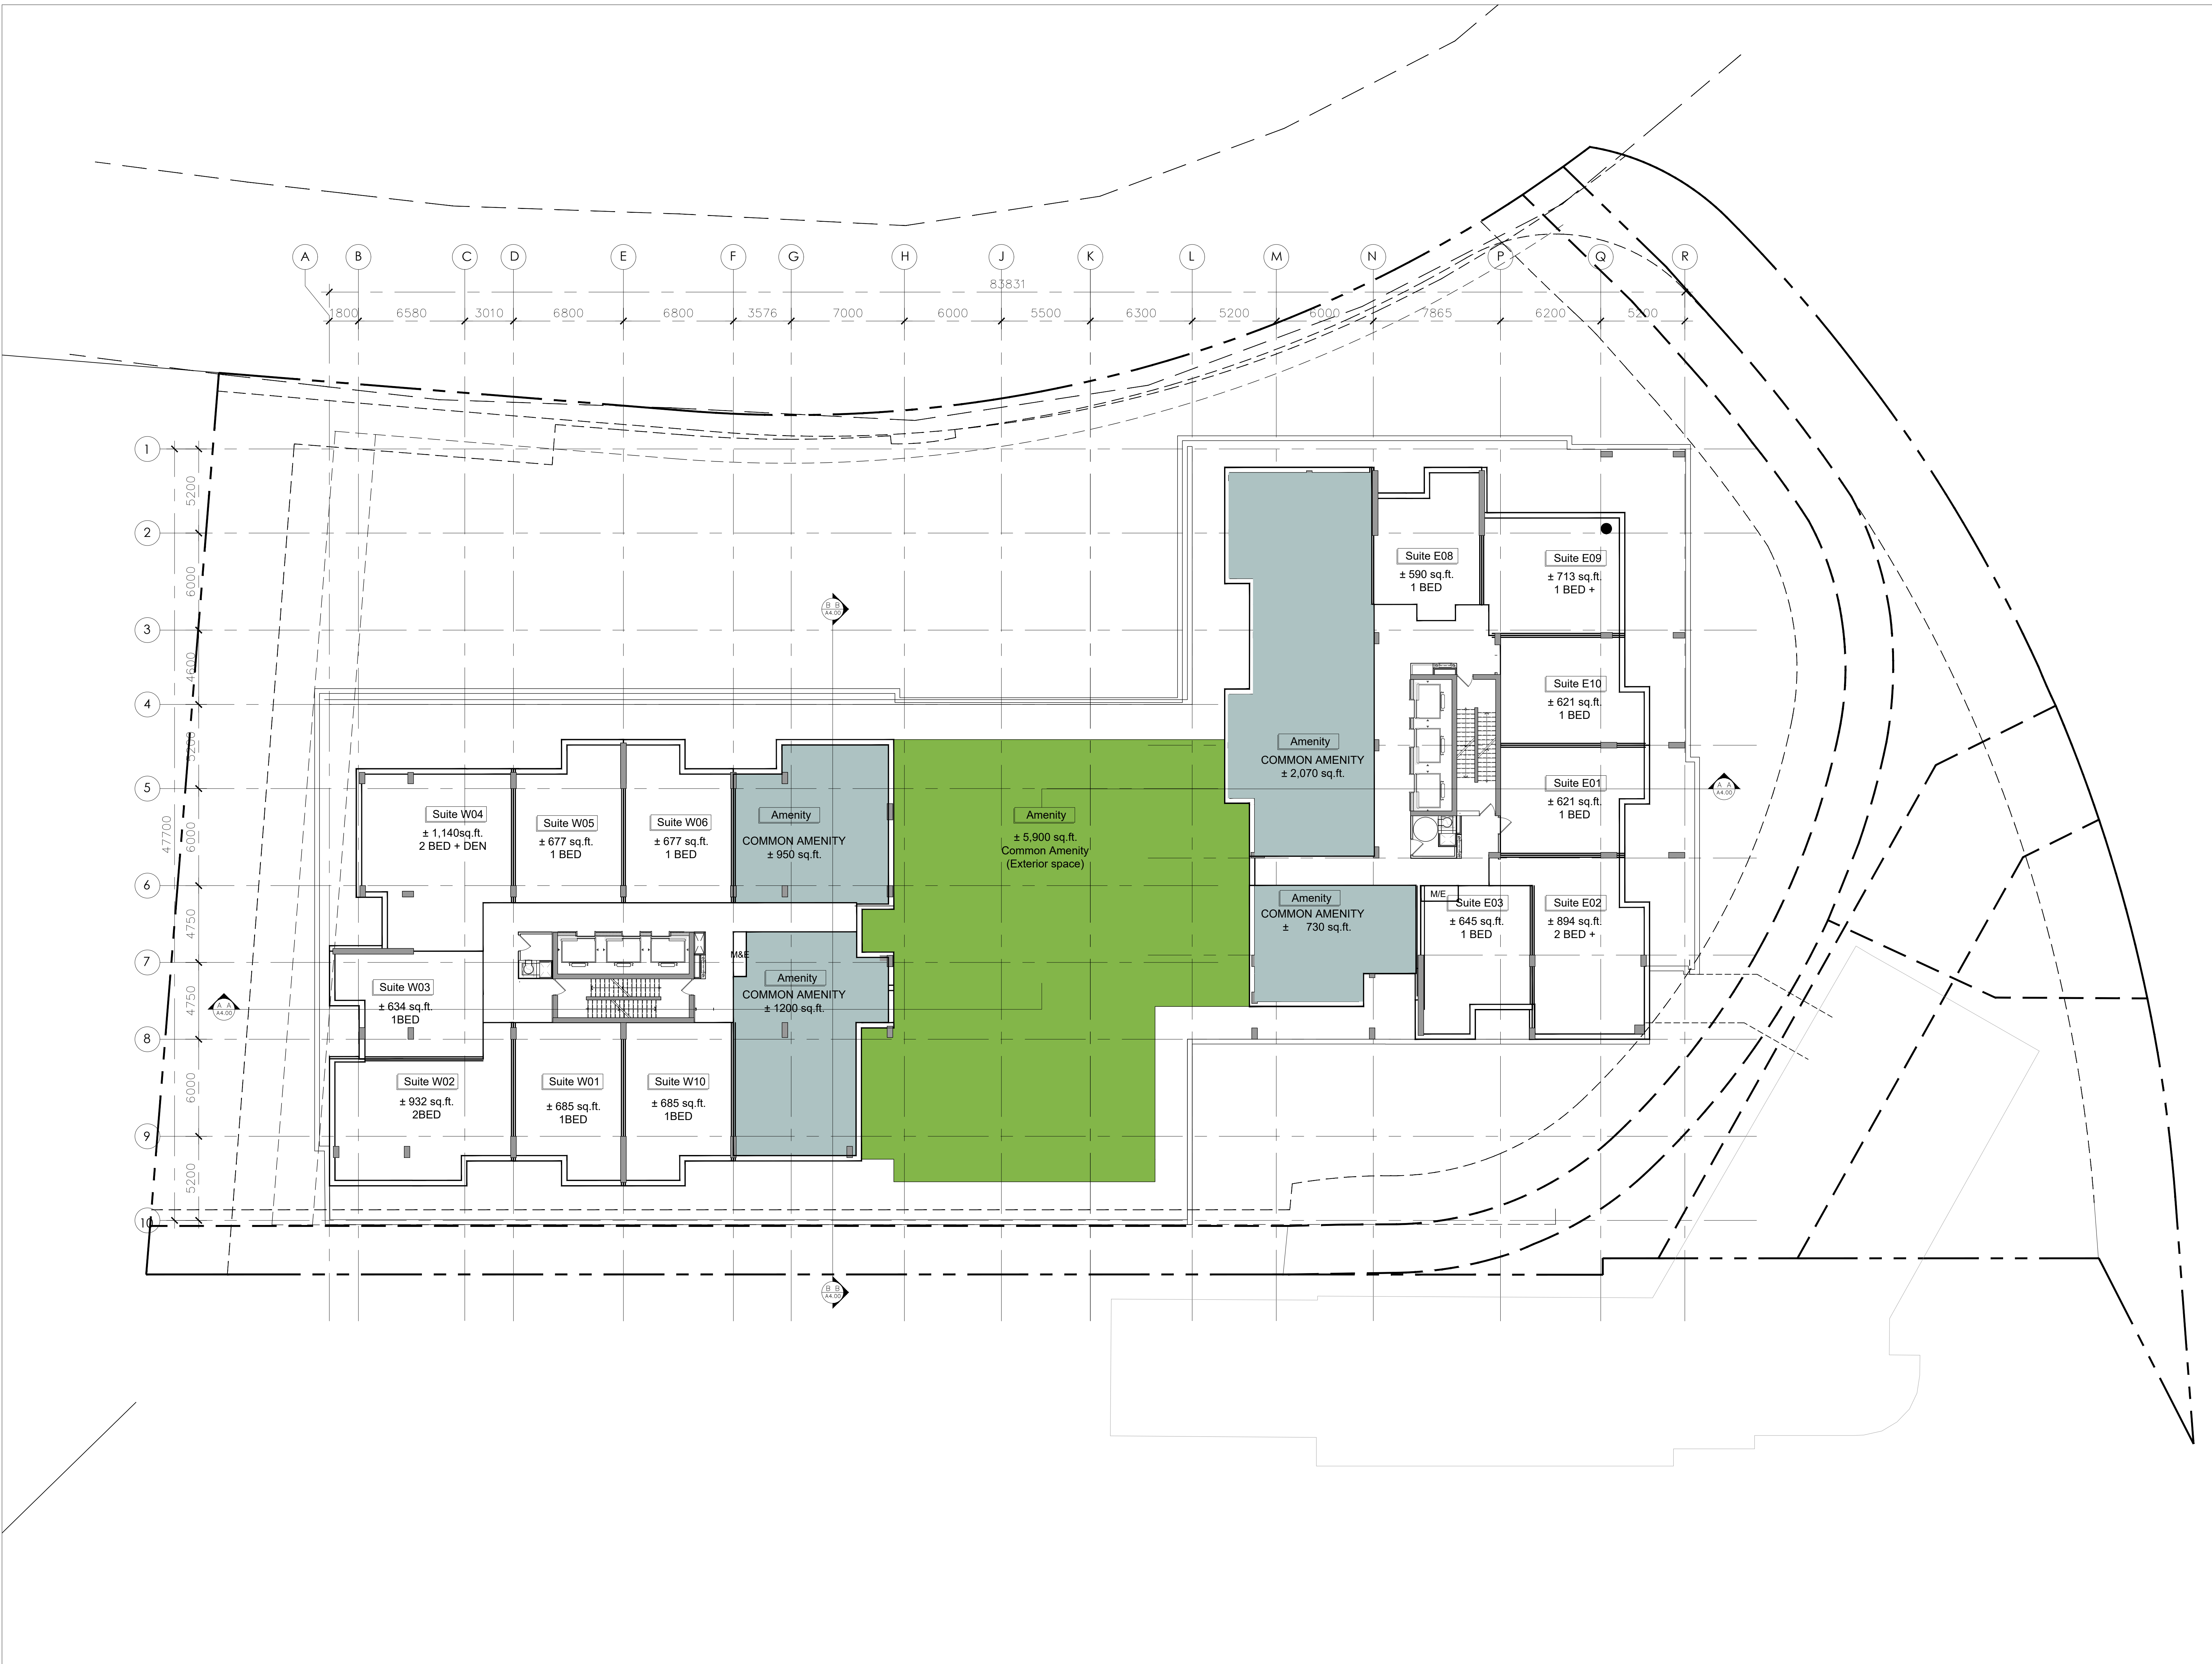 A B C D E F G H J K L M N P Q R
83831
1800 6580 3010 6800 6800 3576 7000 6000 5500 6300 5200 6000 7865 6200 5200
1
2
3
4
5
6
7
8
9
10
5200
6000
4600
5200
6000
4750
4750
6000
5200
47700
B B
A4.00
Suite E08
± 590 sq.ft.
1 BED
Suite E09
± 713 sq.ft.
1 BED +
Suite E10
± 621 sq.ft.
1 BED
Amenity
COMMON AMENITY
± 2,070 sq.ft.
Suite E01
± 621 sq.ft.
1 BED
A A
A4.00
Suite W04
± 1,140sq.ft.
2 BED + DEN
Suite W05
± 677 sq.ft.
1 BED
Suite W06
± 677 sq.ft.
1 BED
Amenity
COMMON AMENITY
± 950 sq.ft.
Amenity
± 5,900 sq.ft.
Common Amenity
(Exterior space)
Amenity
COMMON AMENITY
± 730 sq.ft.
M/E
Suite E03
± 645 sq.ft.
1 BED
Suite E02
± 894 sq.ft.
2 BED +
M&E
Amenity
COMMON AMENITY
± 1200 sq.ft.
Suite W03
± 634 sq.ft.
1BED
A A
A4.00
Suite W02
± 932 sq.ft.
2BED
Suite W01
± 685 sq.ft.
1BED
Suite W10
± 685 sq.ft.
1BED
B B
A4.00